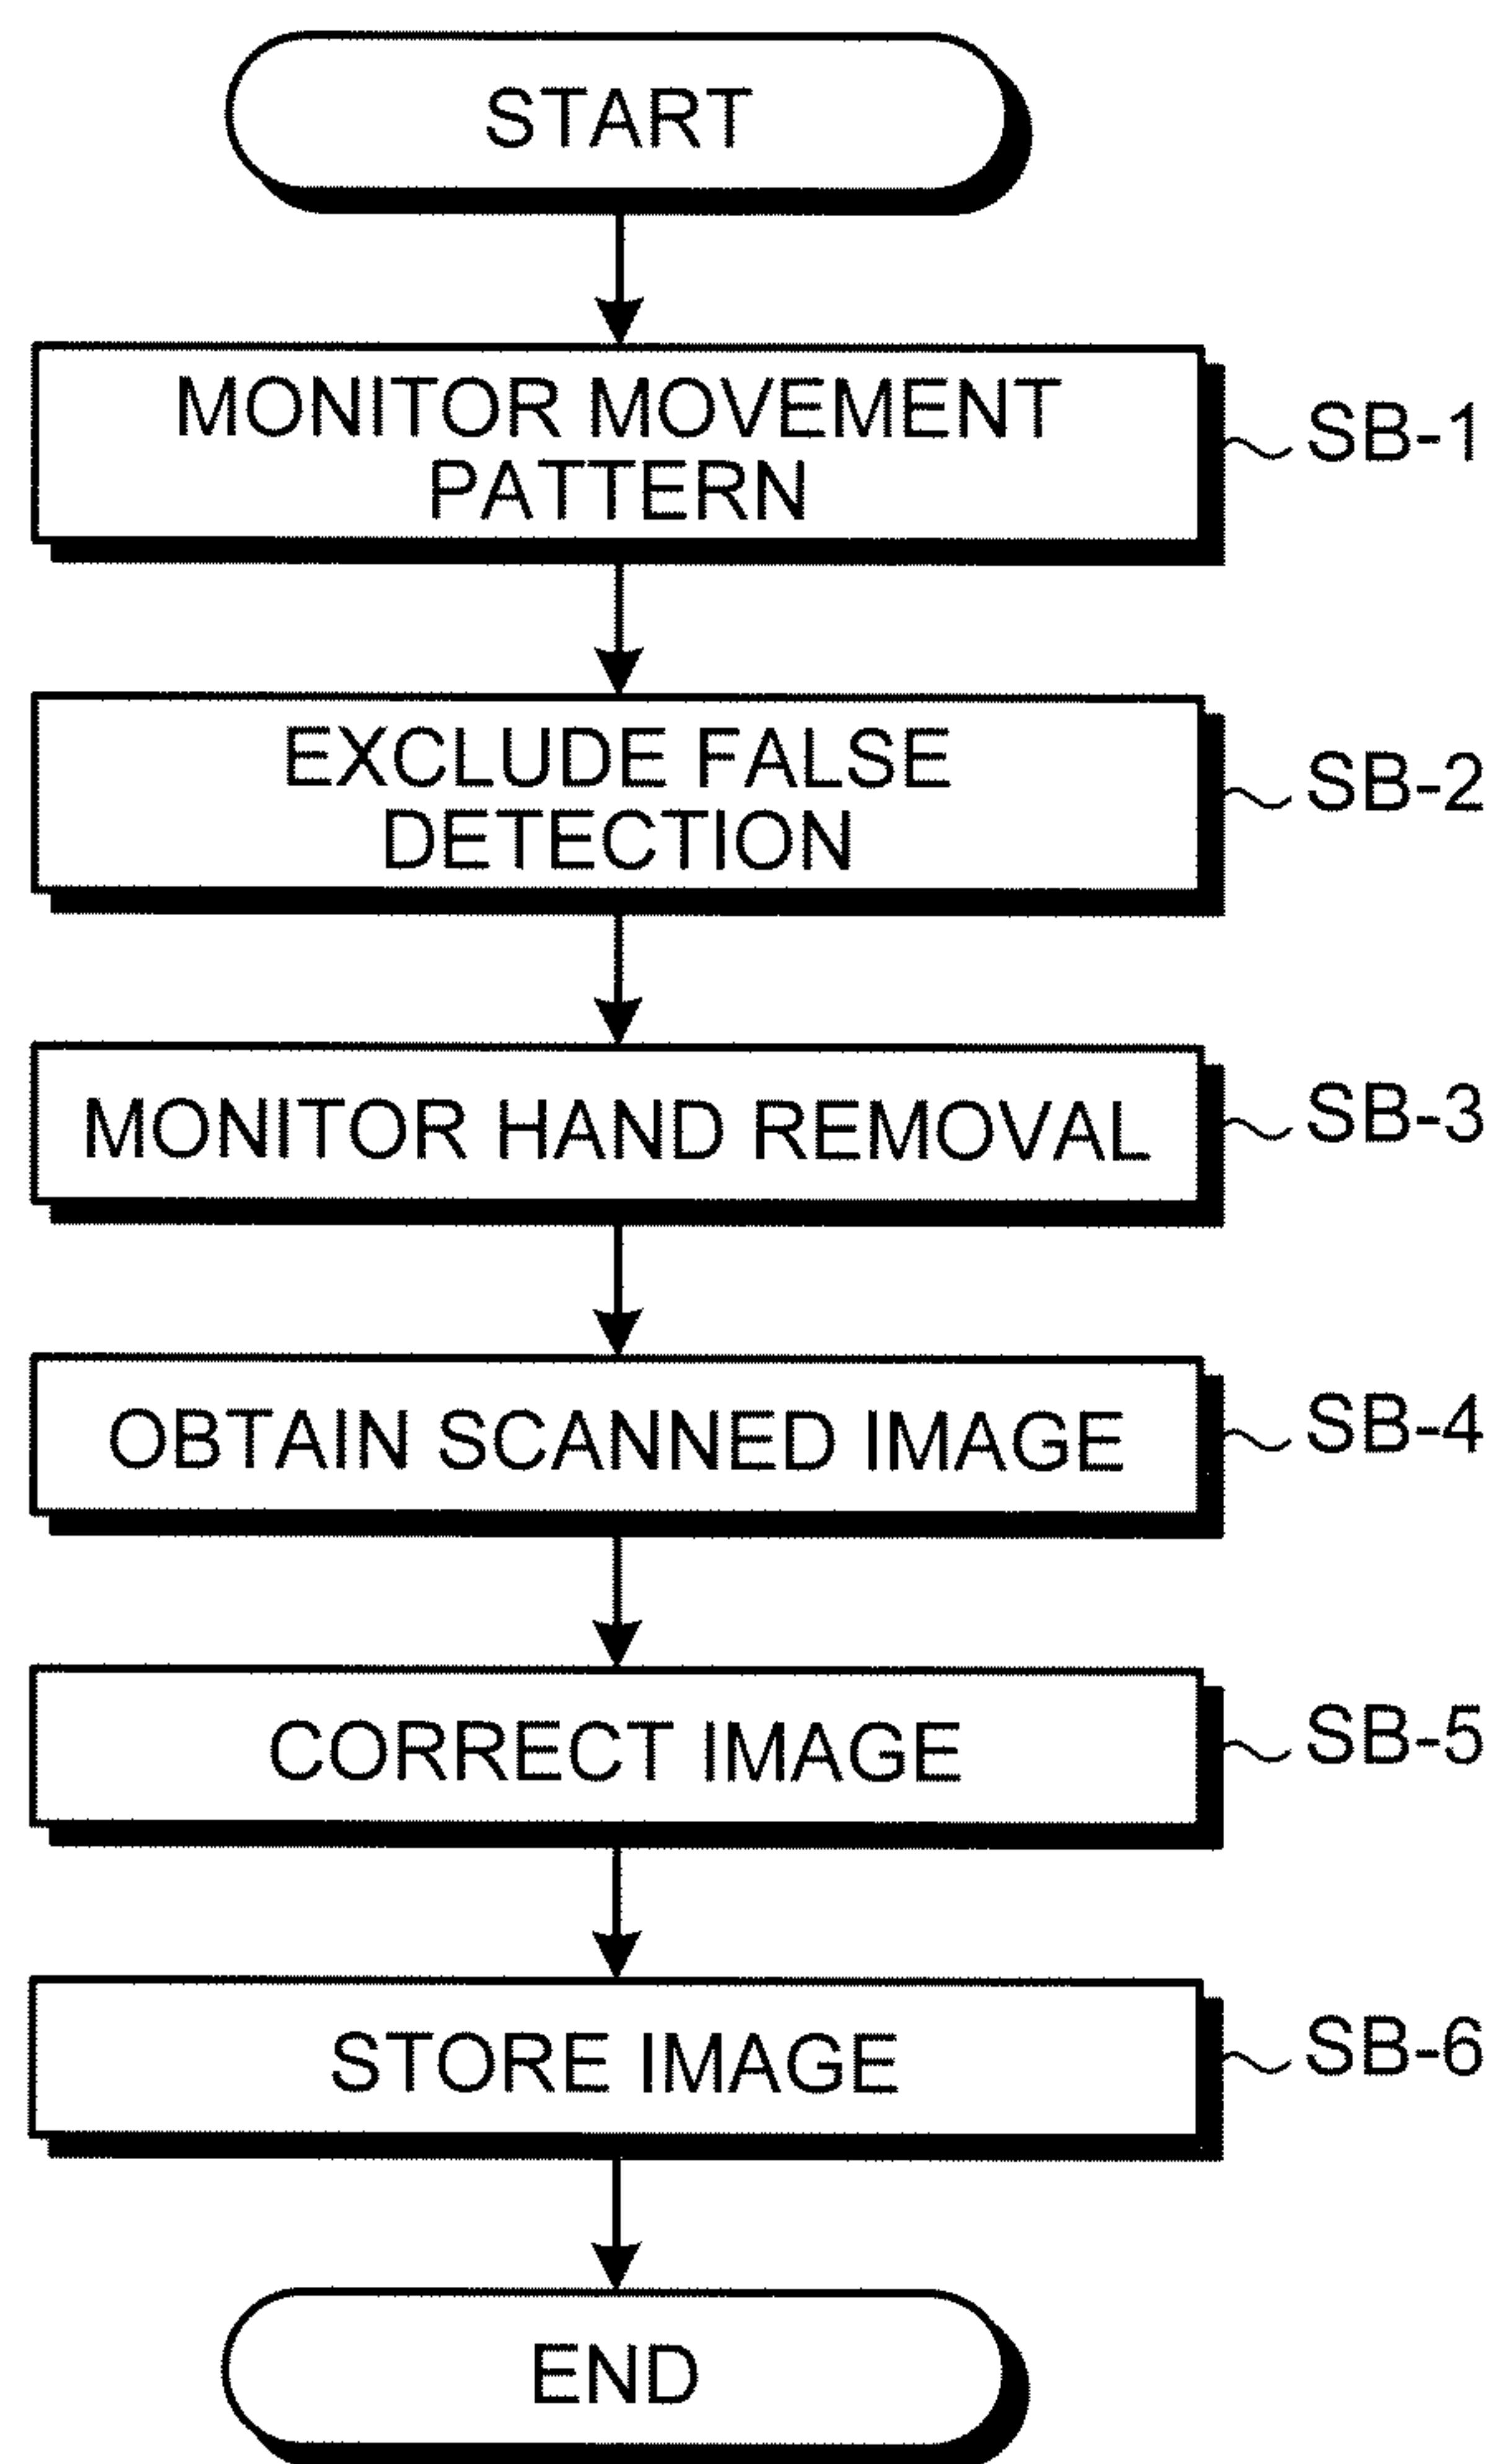 START
MONITOR MOVEMENT
PATTERN
SB-1
EXCLUDE FALSE
DETECTION
SB-2
MONITOR HAND REMOVAL
SB-3
OBTAIN SCANNED IMAGE
SB-4
CORRECT IMAGE
SB-5
STORE IMAGE
SB-6
END